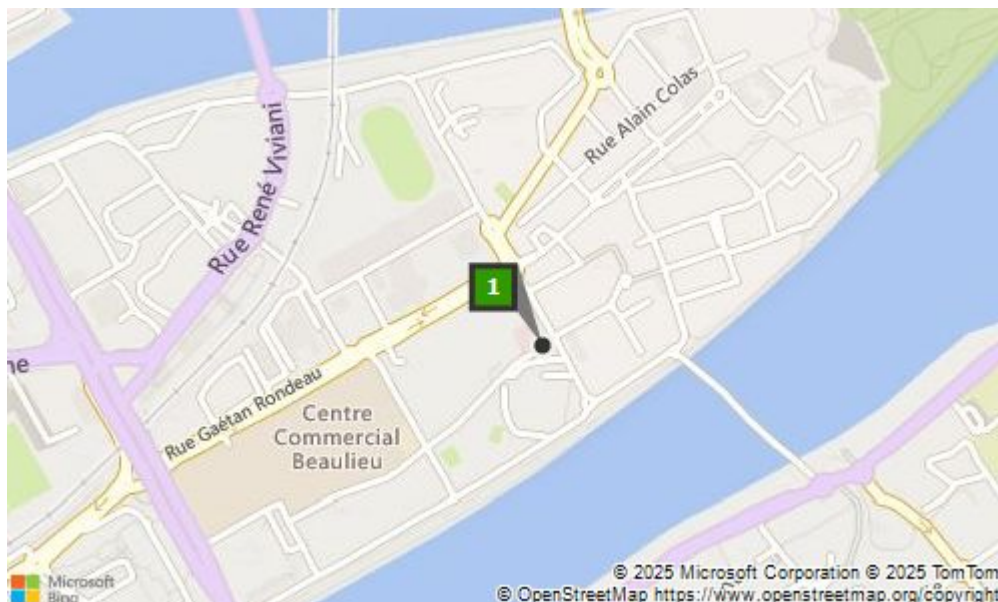 Rue Alain Colas
Rue René Viviani
1
ne
Rue Gaétan Rondeau
Centre
Commercial
Beaulieu
Microsoft
Bing
© 2025 Microsoft Corporation © 2025 TomTom
© OpenStreetMap https://www.openstreetmap.org/copyright